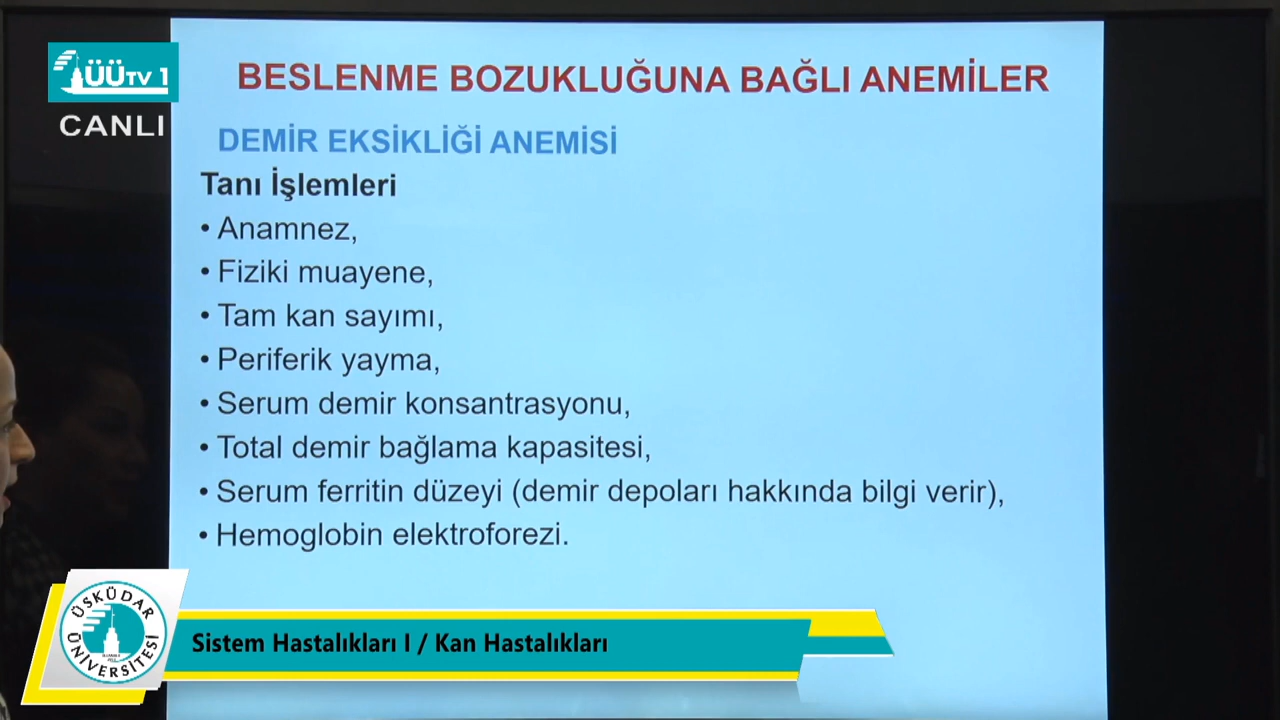 ÜÜTV 1
CANLI
BESLENME BOZUKLUĞUNA BAĞLI ANEMİLER
DEMİR EKSİKLİĞİ ANEMİSİ
Tanı İşlemleri
• Anamnez,
• Fiziki muayene,
• Tam kan sayımı,
• Periferik yayma,
• Serum demir konsantrasyonu,
• Total demir bağlama kapasitesi,
• Serum ferritin düzeyi (demir depoları hakkında bilgi verir),
• Hemoglobin elektroforezi.
ÜSKÜDAR
ÜNİVERSİTESİ
Sistem Hastalıkları I / Kan Hastalıkları